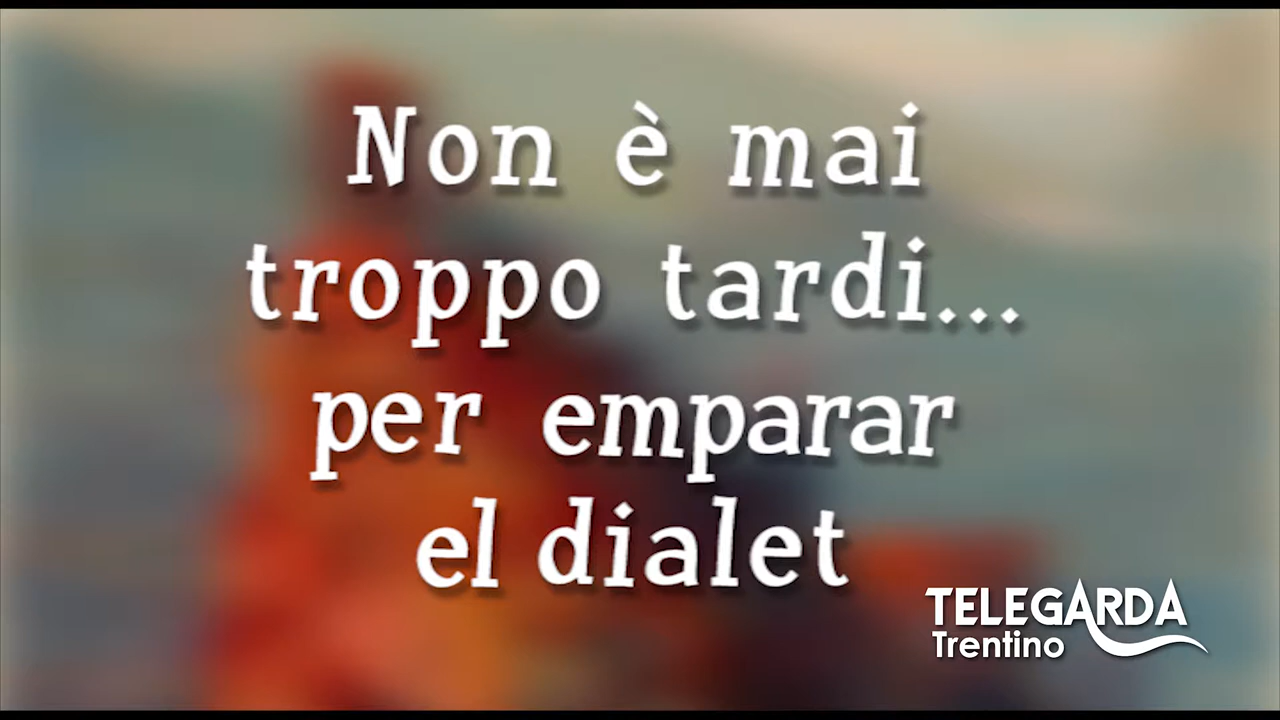 Non è mai
troppo tardi...
per emparar
el dialet
TELEGARDA
Trentino